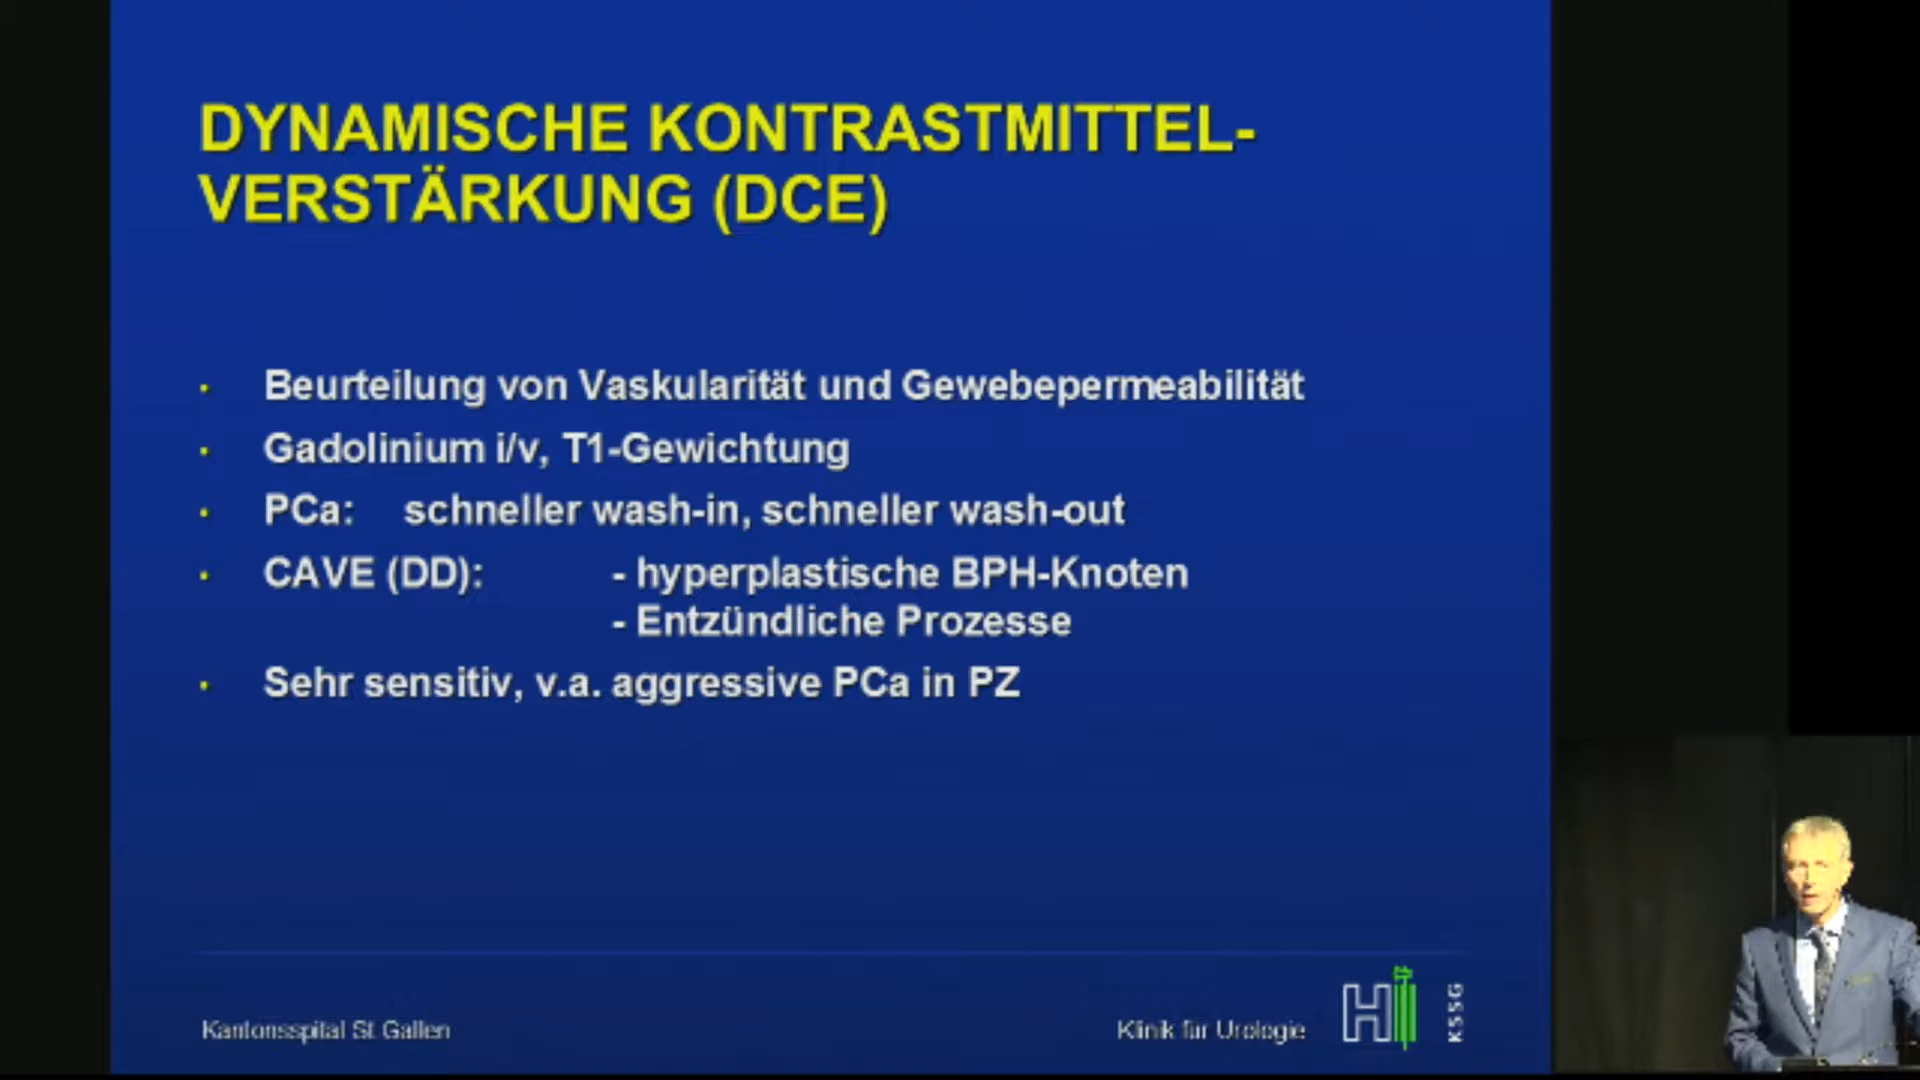 DYNAMISCHE KONTRASTMITTEL-
VERSTÄRKUNG (DCE)
· Beurteilung von Vaskularität und Gewebepermeabilität
· Gadolinium i/v, T1-Gewichtung
· PCa: schneller wash-in, schneller wash-out
· CAVE (DD): - hyperplastische BPH-Knoten
- Entzündliche Prozesse
· Sehr sensitiv, v.a. aggressive PCa in PZ
Kantonsspital St Gallen
Klinik für Urologie
KSSG